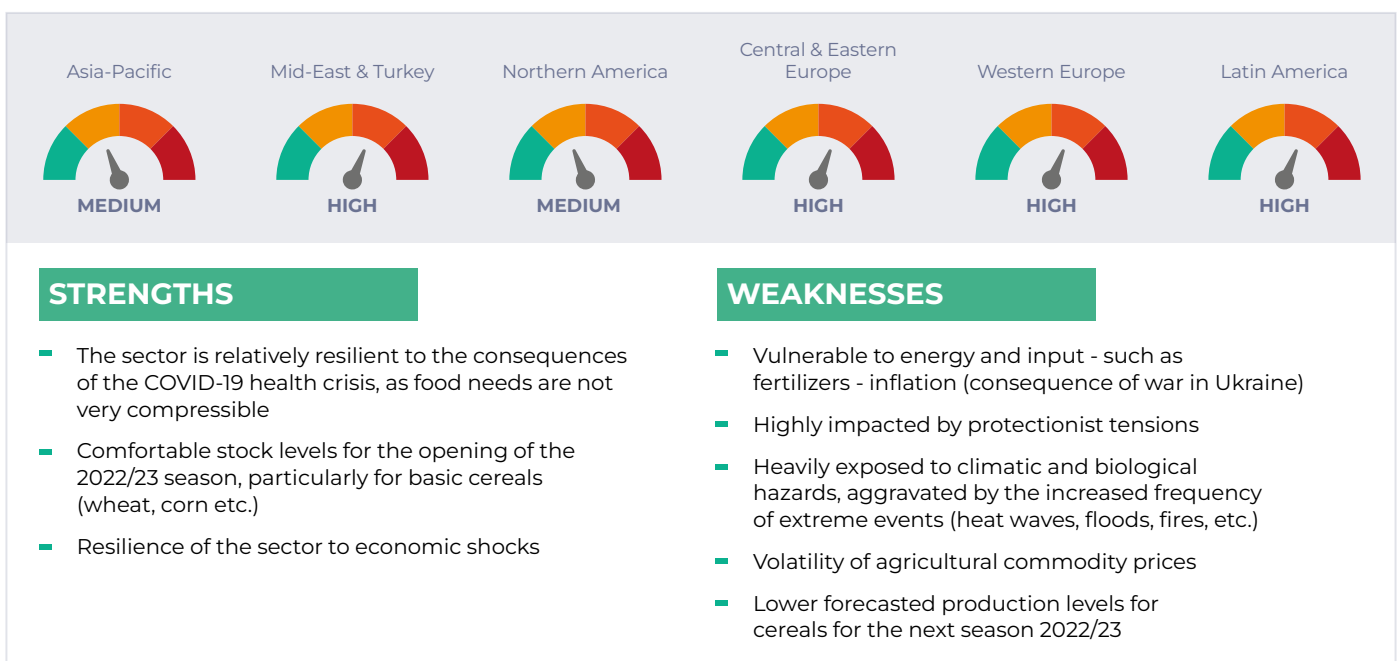 Asia-Pacific
Mid-East & Turkey
Northern America
Central & Eastern
Europe
Western Europe
Latin America
MEDIUM
HIGH
MEDIUM
HIGH
HIGH
HIGH
STRENGTHS
The sector is relatively resilient to the consequences
of the COVID-19 health crisis, as food needs are not
very compressible
Comfortable stock levels for the opening of the
2022/23 season, particularly for basic cereals
(wheat, corn etc.)
Resilience of the sector to economic shocks
WEAKNESSES
Vulnerable to energy and input - such as
fertilizers - inflation (consequence of war in Ukraine)
Highly impacted by protectionist tensions
Heavily exposed to climatic and biological
hazards, aggravated by the increased frequency
of extreme events (heat waves, floods, fires, etc.)
Volatility of agricultural commodity prices
Lower forecasted production levels for
cereals for the next season 2022/23